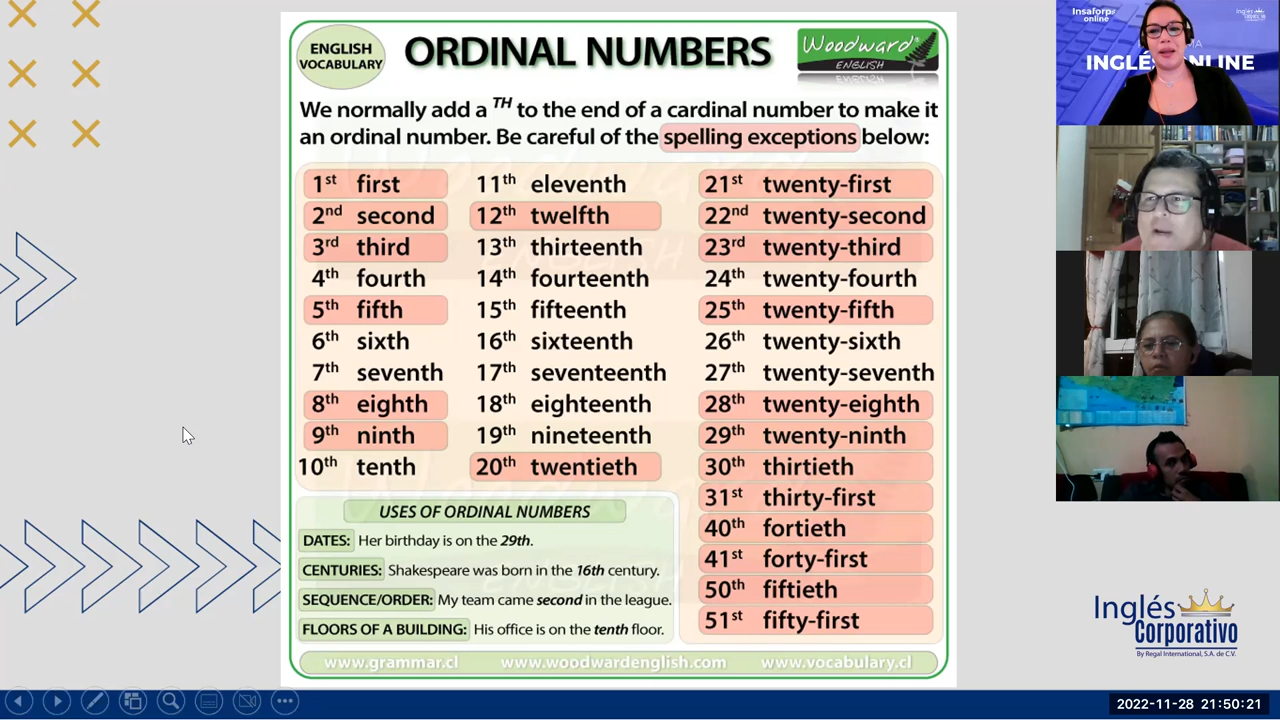 ENGLISH
VOCABULARY
ORDINAL NUMBERS
Woodward®
ENGLISH
We normally add a TH to the end of a cardinal number to make it
an ordinal number. Be careful of the spelling exceptions below:
1st first
2nd second
3rd third
4th fourth
5th fifth
6th sixth
7th seventh
8th eighth
9th ninth
10th tenth
11th eleventh
12th twelfth
13th thirteenth
14th fourteenth
15th fifteenth
16th sixteenth
17th seventeenth
18th eighteenth
19th nineteenth
20th twentieth
21st twenty-first
22nd twenty-second
23rd twenty-third
24th twenty-fourth
25th twenty-fifth
26th twenty-sixth
27th twenty-seventh
28th twenty-eighth
29th twenty-ninth
30th thirtieth
31st thirty-first
40th fortieth
41st forty-first
50th fiftieth
51st fifty-first
USES OF ORDINAL NUMBERS
DATES: Her birthday is on the 29th.
CENTURIES: Shakespeare was born in the 16th century.
SEQUENCE/ORDER: My team came second in the league.
FLOORS OF A BUILDING: His office is on the tenth floor.
www.grammar.cl www.woodwardenglish.com www.vocabulary.cl
Insaforp
online
INGLÉS ONLINE
Inglés
Corporativo
By Regal International, S.A. de C.V.
2022-11-28 21:50:21